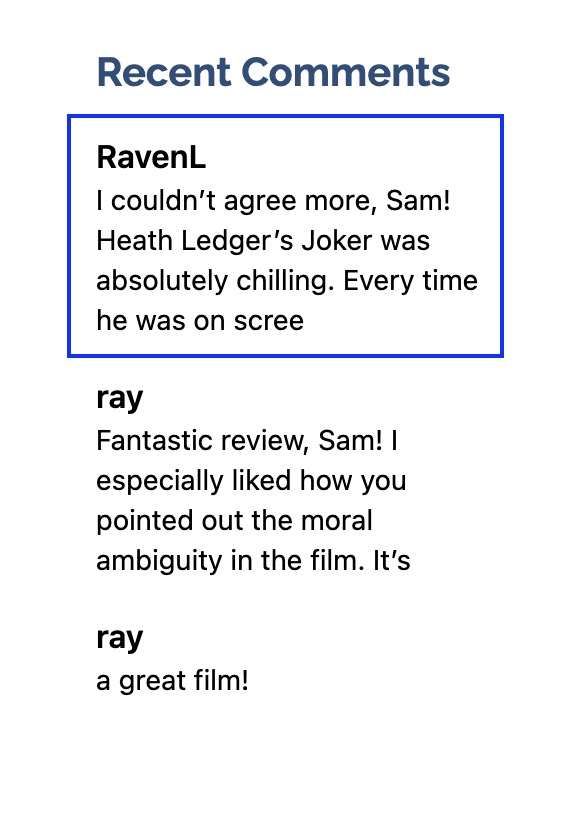 Recent Comments
RavenL
I couldn’t agree more, Sam!
Heath Ledger’s Joker was
absolutely chilling. Every time
he was on scree
ray
Fantastic review, Sam! I
especially liked how you
pointed out the moral
ambiguity in the film. It’s
ray
a great film!